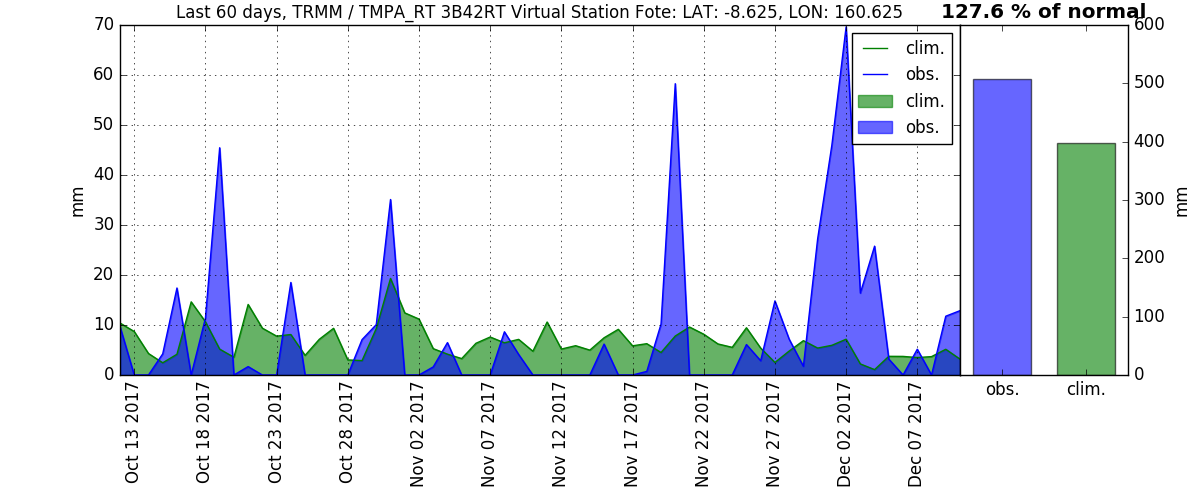 Last 60 days, TRMM / TMPA_RT 3B42RT Virtual Station Fote: LAT: -8.625, LON: 160.625
127.6 % of normal
70
60
50
40
30
20
10
0
mm
clim.
obs.
clim.
obs.
600
500
400
300
200
100
0
mm
obs.
clim.
Oct 13 2017
Oct 18 2017
Oct 23 2017
Oct 28 2017
Nov 02 2017
Nov 07 2017
Nov 12 2017
Nov 17 2017
Nov 22 2017
Nov 27 2017
Dec 02 2017
Dec 07 2017